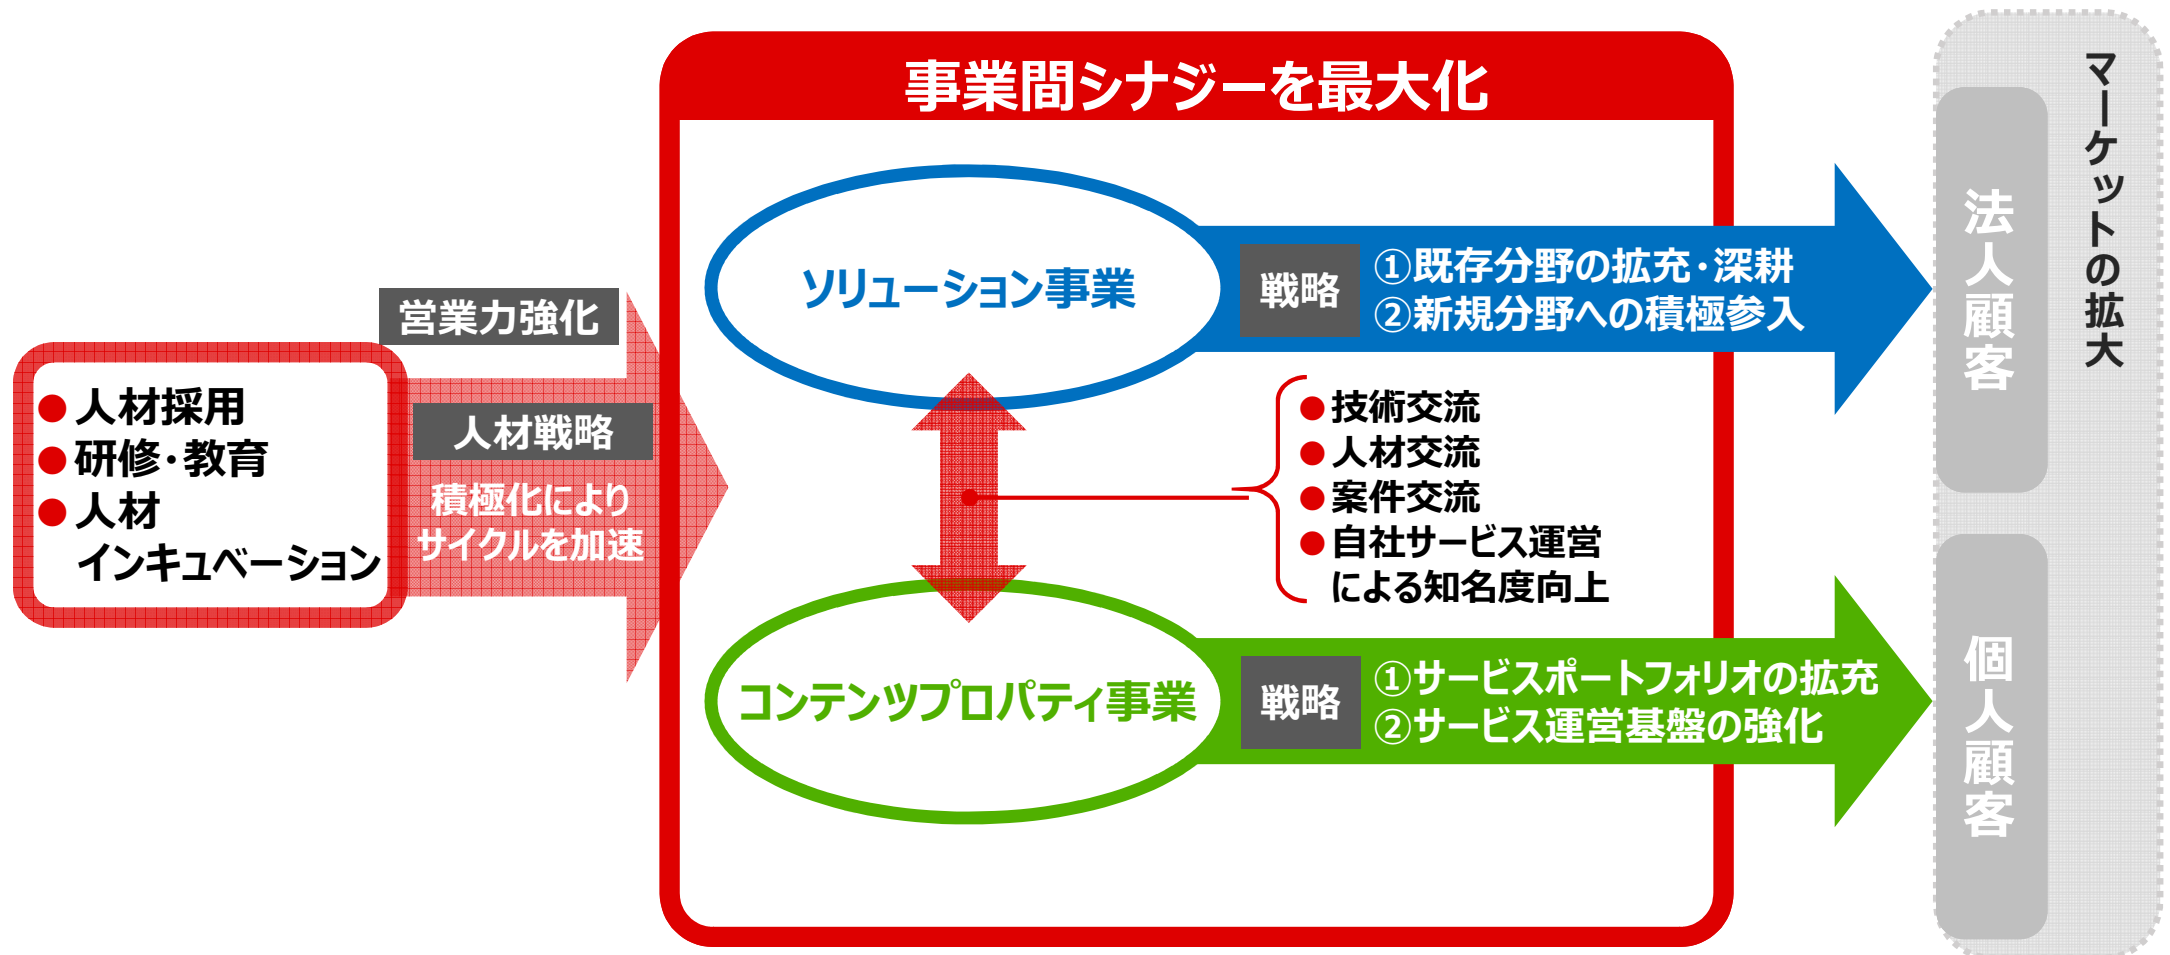 事業間シナジーを最大化
営業力強化
● 人材採用
● 研修・教育
● 人材
インキュベーション
人材戦略
積極化により
サイクルを加速
ソリューション事業
戦略
①既存分野の拡充・深耕
②新規分野への積極参入
●技術交流
●人材交流
●案件交流
●自社サービス運営
による知名度向上
コンテンツプロパティ事業
戦略
①サービスポートフォリオの拡充
②サービス運営基盤の強化
法人顧客
個人顧客
マーケットの拡大